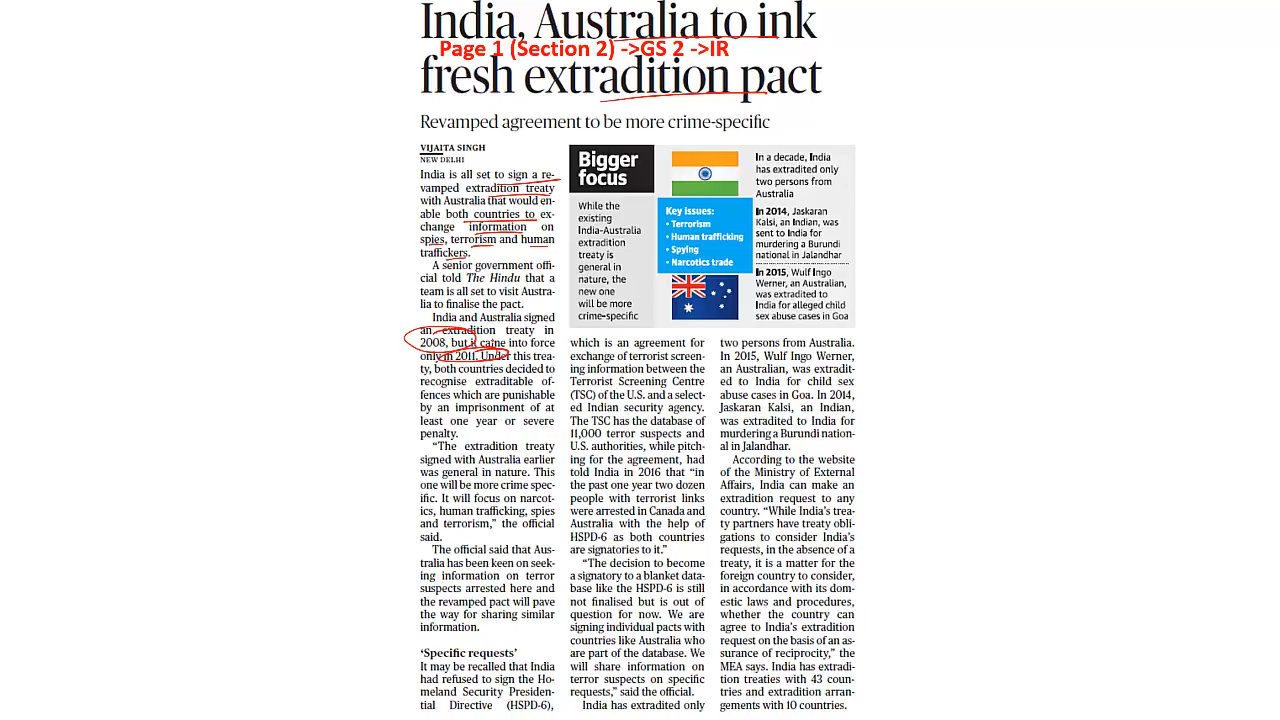 India, Australia to ink
Page 1 (Section 2) ->GS 2 ->IR
fresh extradition pact
Revamped agreement to be more crime-specific
VIJAITA SINGH
NEW DELHI
India is all set to sign a re-
vamped extradition treaty
with Australia that would en-
able both countries to ex-
change information on
spies, terrorism and human
traffickers.
A senior government offi-
cial told The Hindu that a
team is all set to visit Austra-
lia to finalise the pact.
India and Australia signed
an extradition treaty in
2008, but it came into force
only in 2011. Under this trea-
ty, both countries decided to
recognise extraditable of-
fences which are punishable
by an imprisonment of at
least one year or severe
penalty.
"The extradition treaty
signed with Australia earlier
was general in nature. This
one will be more crime spec-
ific. It will focus on narcot-
ics, human trafficking, spies
and terrorism," the official
said.
The official said that Aus-
tralia has been keen on seek-
ing information on terror
suspects arrested here and
the revamped pact will pave
the way for sharing similar
information.
'Specific requests'
It may be recalled that India
had refused to sign the Ho-
meland Security Presiden-
tial Directive (HSPD-6),
Bigger
focus
While the
existing
India-Australia
extradition
treaty is
general in
nature, the
new one
will be more
crime-specific
Key issues:
• Terrorism
• Human trafficking
• Spying
• Narcotics trade
In a decade, India
has extradited only
two persons from
Australia
In 2014, Jaskaran
Kalsi, an Indian, was
sent to India for
murdering a Burundi
national in Jalandhar
In 2015, Wulf Ingo
Werner, an Australian,
was extradited to
India for alleged child
sex abuse cases in Goa
which is an agreement for
exchange of terrorist screen-
ing information between the
Terrorist Screening Centre
(TSC) of the U.S. and a select-
ed Indian security agency.
The TSC has the database of
11,000 terror suspects and
U.S. authorities, while pitch-
ing for the agreement, had
told India in 2016 that "in
the past one year two dozen
people with terrorist links
were arrested in Canada and
Australia with the help of
HSPD-6 as both countries
are signatories to it."
"The decision to become
a signatory to a blanket data-
base like the HSPD-6 is still
not finalised but is out of
question for now. We are
signing individual pacts with
countries like Australia who
are part of the database. We
will share information on
terror suspects on specific
requests," said the official.
India has extradited only
two persons from Australia.
In 2015, Wulf Ingo Werner,
an Australian, was extradit-
ed to India for child sex
abuse cases in Goa. In 2014,
Jaskaran Kalsi, an Indian,
was extradited to India for
murdering a Burundi nation-
al in Jalandhar.
According to the website
of the Ministry of External
Affairs, India can make an
extradition request to any
country. "While India's trea-
ty partners have treaty obli-
gations to consider India's
requests, in the absence of a
treaty, it is a matter for the
foreign country to consider,
in accordance with its dom-
estic laws and procedures,
whether the country can
agree to India's extradition
request on the basis of an as-
surance of reciprocity," the
MEA says. India has extradi-
tion treaties with 43 coun-
tries and extradition arran-
gements with 10 countries.